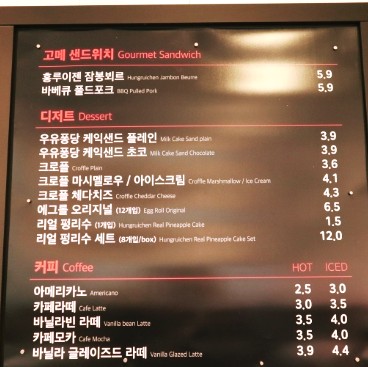 고메 샌드위치 Gourmet Sandwich
흥루이젠 잠봉뵈르 Hungruichen Jambon Beurre 5,9
바베큐 풀드포크 BBQ Pulled Pork 5,9
디저트 Dessert
우유퐁당 케익샌드 플레인 Milk Cake Sand plain 3,9
우유퐁당 케익샌드 초코 Milk Cake Sand Chocolate 3,9
크로플 Croffle Plain 3,6
크로플 마시멜로우 / 아이스크림 Croffle Marshmallow / Ice Cream 4,1
크로플 체다치즈 Croffle Cheddar Cheese 4,3
에그롤 오리지널 (12개입) Egg Roll Original 6,5
리얼 펑리수 (1개입) Hungruichen Real Pineapple Cake 1,5
리얼 펑리수 세트 (8개입/box) Hungruichen Real Pineapple Cake Set 12,0
커피 Coffee HOT ICED
아메리카노 Americano 2,5 3,0
카페라떼 Cafe Latte 3,0 3,5
바닐라빈 라떼 Vanilla bean Latte 3,5 4,0
카페모카 Cafe Mocha 3,5 4,0
바닐라 글레이즈드 라떼 Vanilla Glazed Latte 3,9 4,4